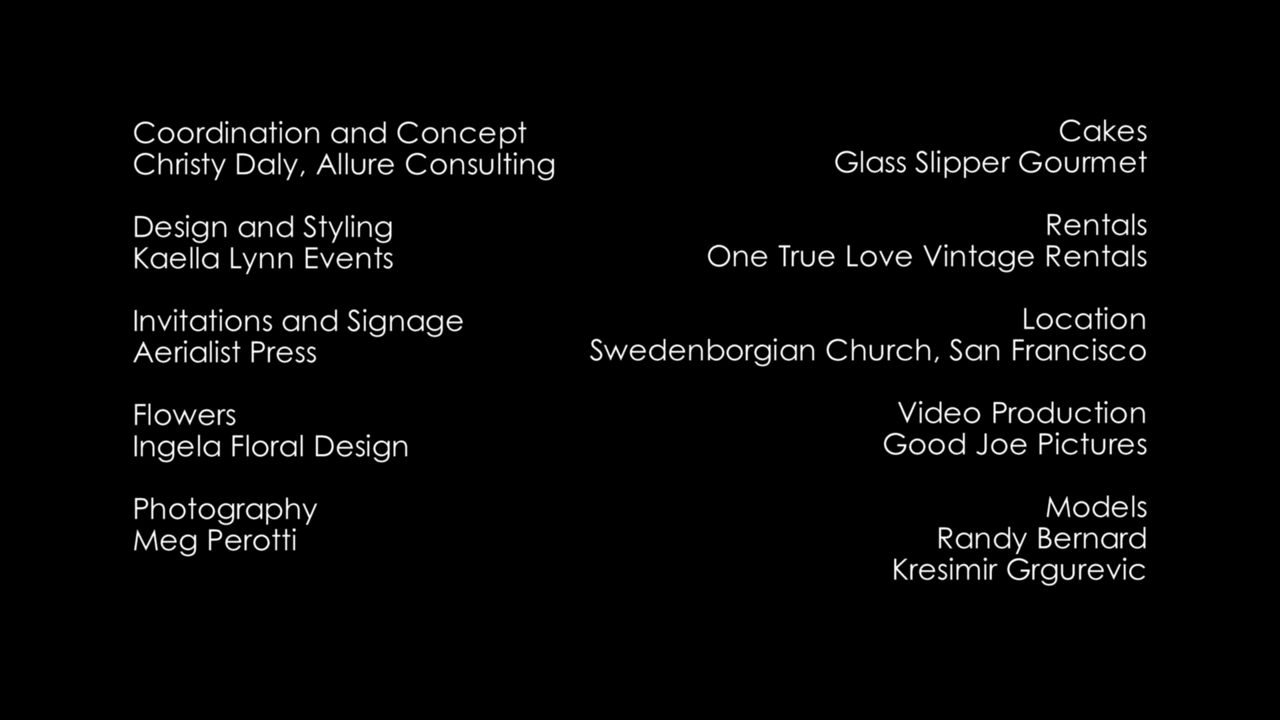 Coordination and Concept
Christy Daly, Allure Consulting
Design and Styling
Kaella Lynn Events
Invitations and Signage
Aerialist Press
Flowers
Ingela Floral Design
Photography
Meg Perotti
Cakes
Glass Slipper Gourmet
Rentals
One True Love Vintage Rentals
Location
Swedenborgian Church, San Francisco
Video Production
Good Joe Pictures
Models
Randy Bernard
Kresimir Grgurevic